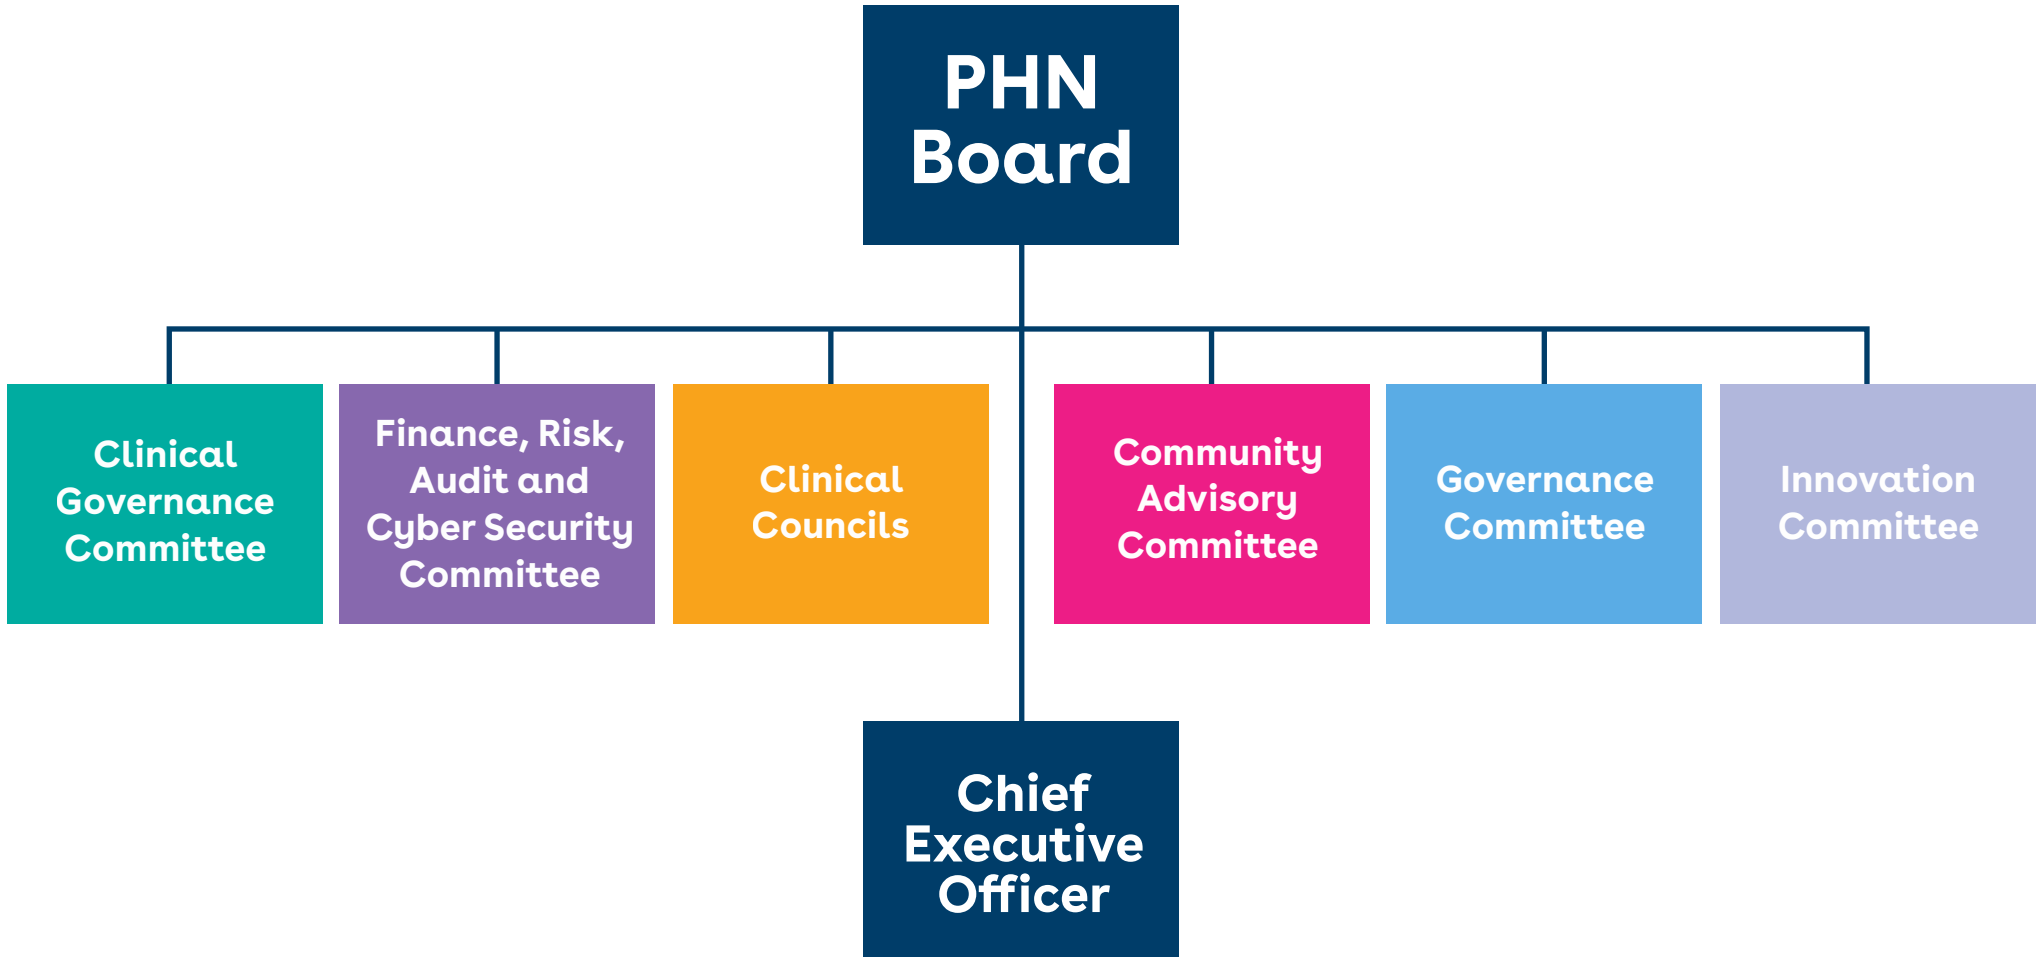 PHN
Board
Clinical
Governance
Committee
Finance, Risk,
Audit and
Cyber Security
Committee
Clinical
Councils
Community
Advisory
Committee
Governance
Committee
Innovation
Committee
Chief
Executive
Officer